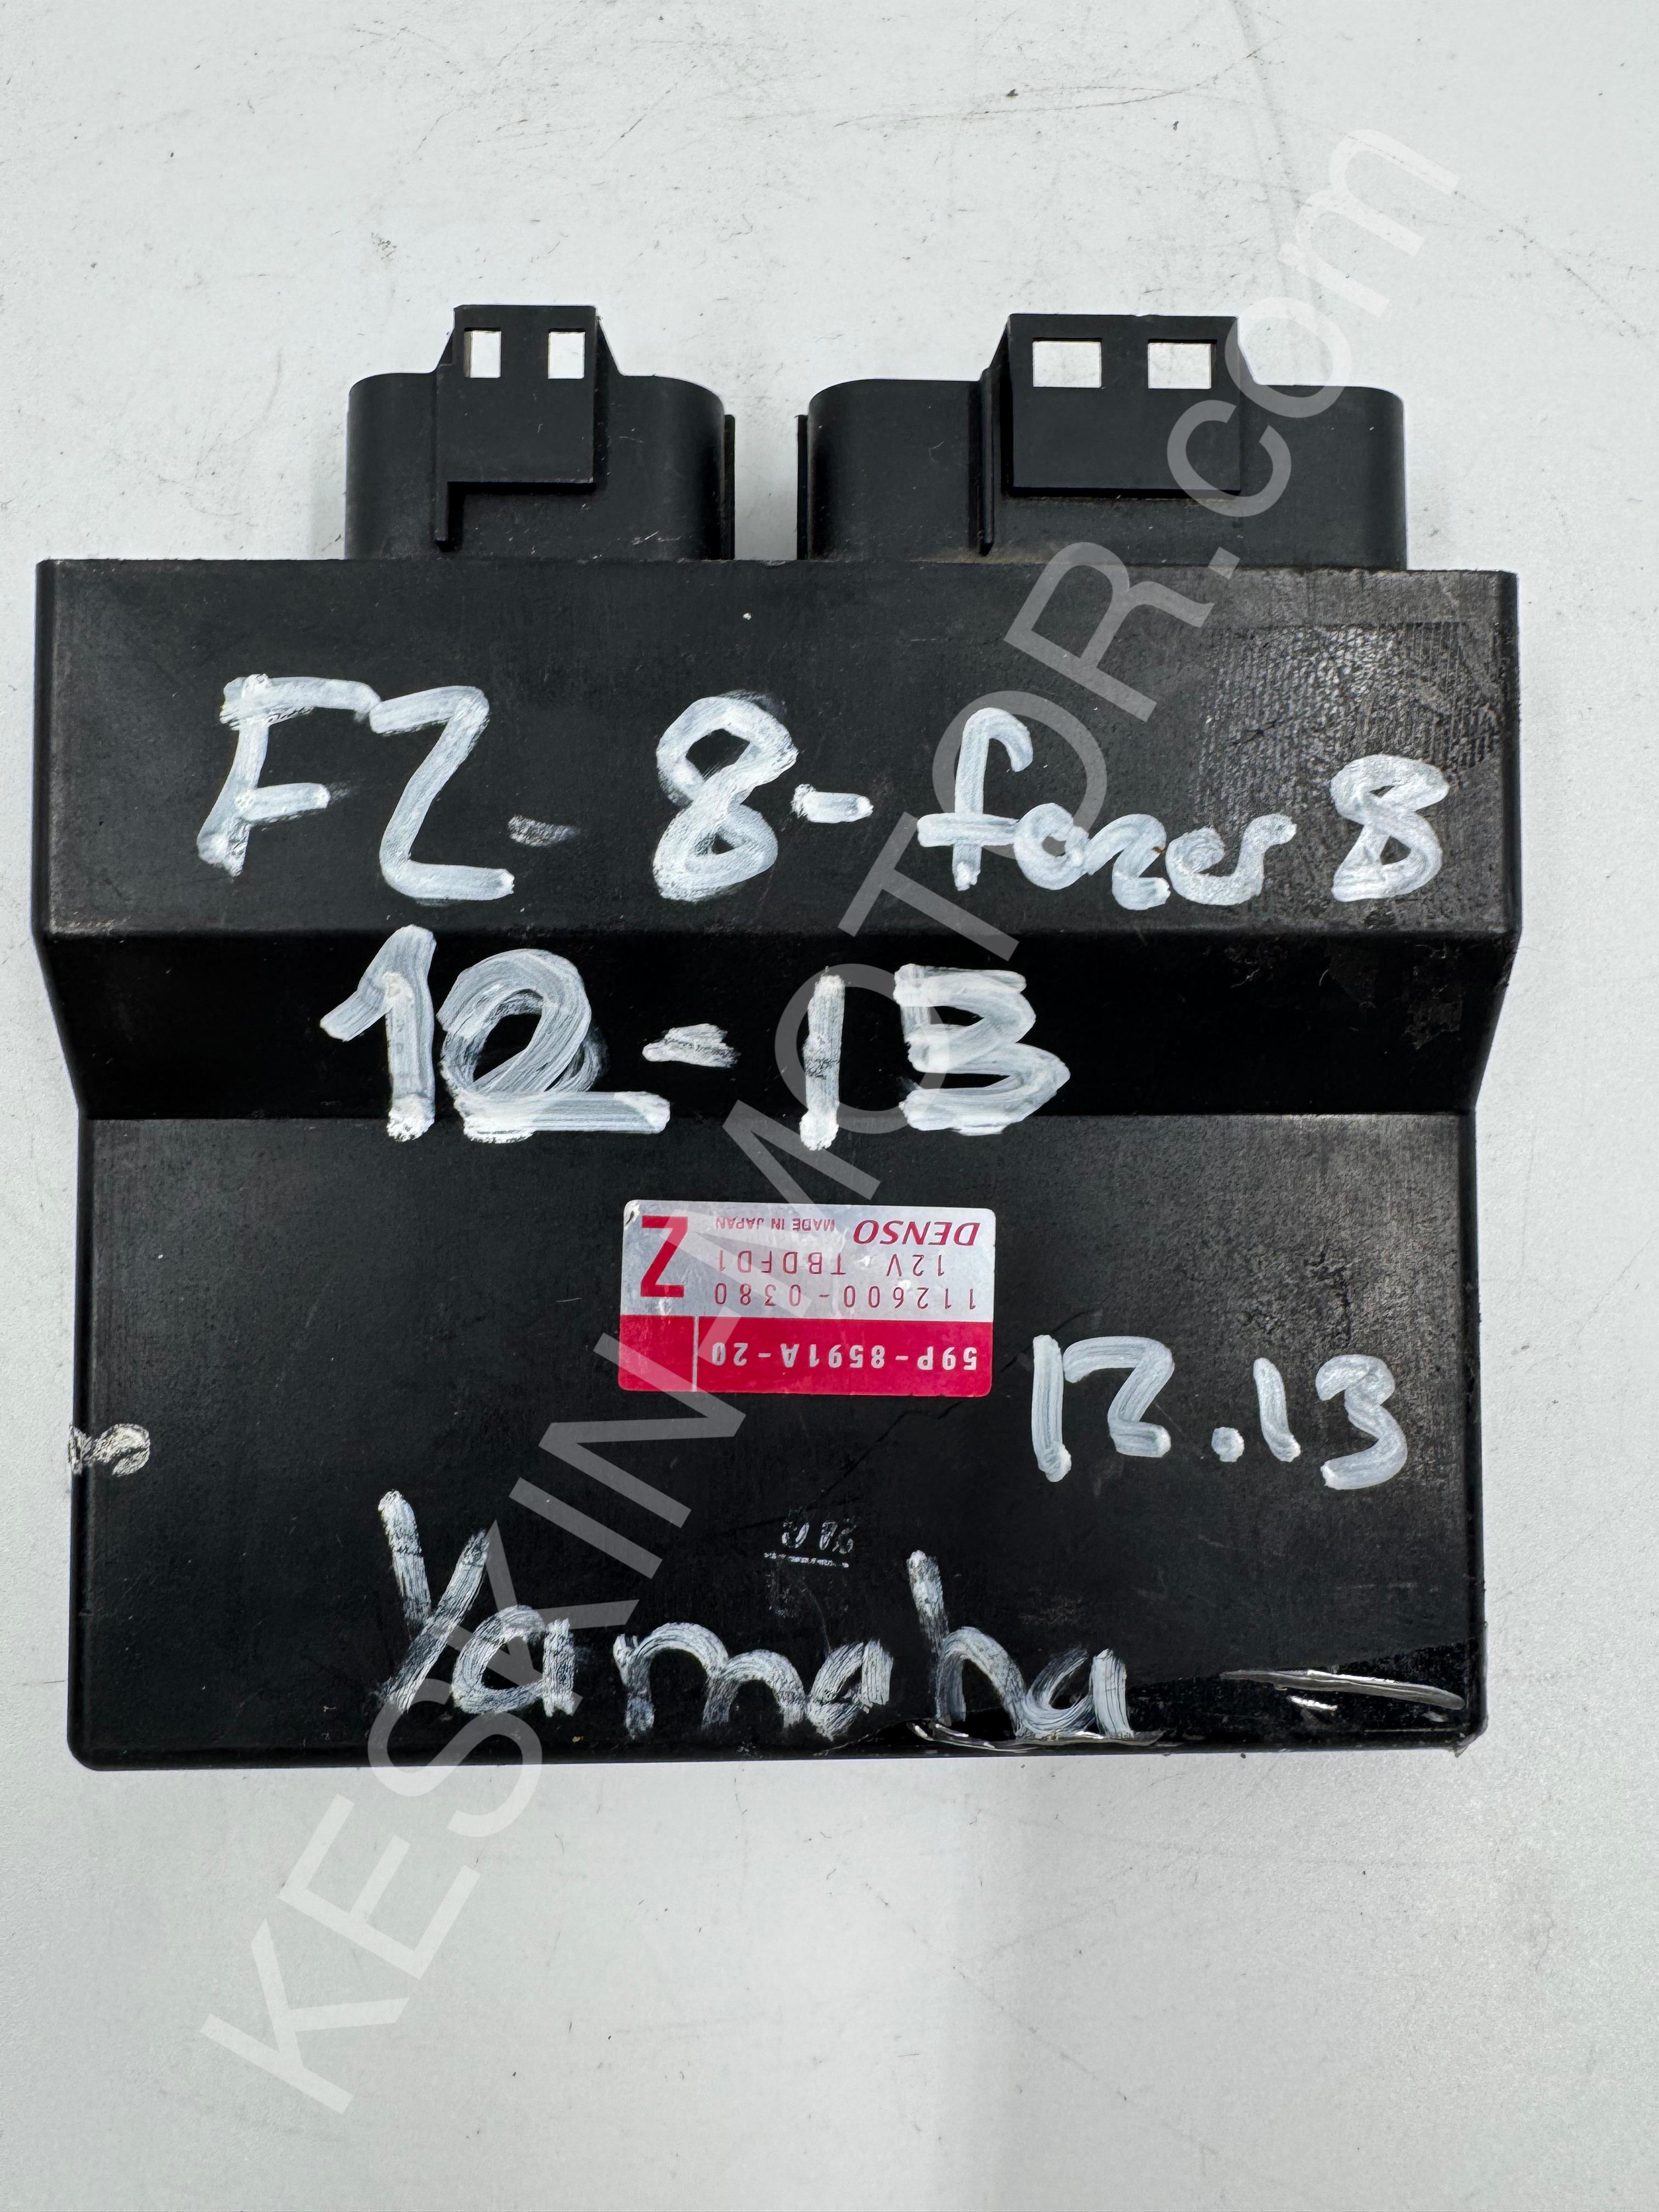 FZ-8-fazer 8
12-13
DENSO MADE IN JAPAN
12V TBDFD1
112600-0380
Z
59P-8591A-20
12.13
Yamaha
KESKIN-MOTOR.com